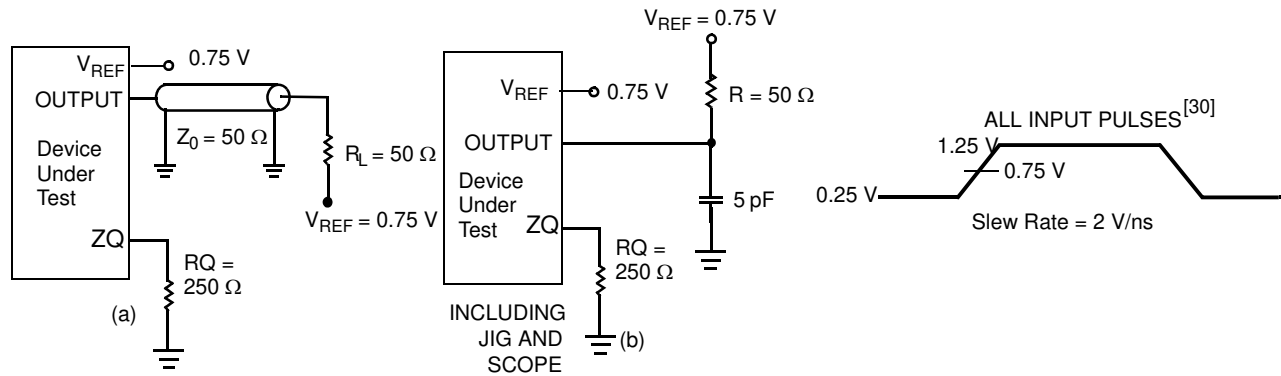 V_REF 0.75 V
OUTPUT
Z_0 = 50 Ω
Device
Under
Test
R_L = 50 Ω
V_REF = 0.75 V
ZQ
RQ =
250 Ω
(a)
V_REF = 0.75 V
V_REF 0.75 V
R = 50 Ω
OUTPUT
Device
Under
Test
5 pF
ZQ
RQ =
250 Ω
INCLUDING
JIG AND
SCOPE
(b)
ALL INPUT PULSES[30]
1.25 V
0.75 V
0.25 V
Slew Rate = 2 V/ns